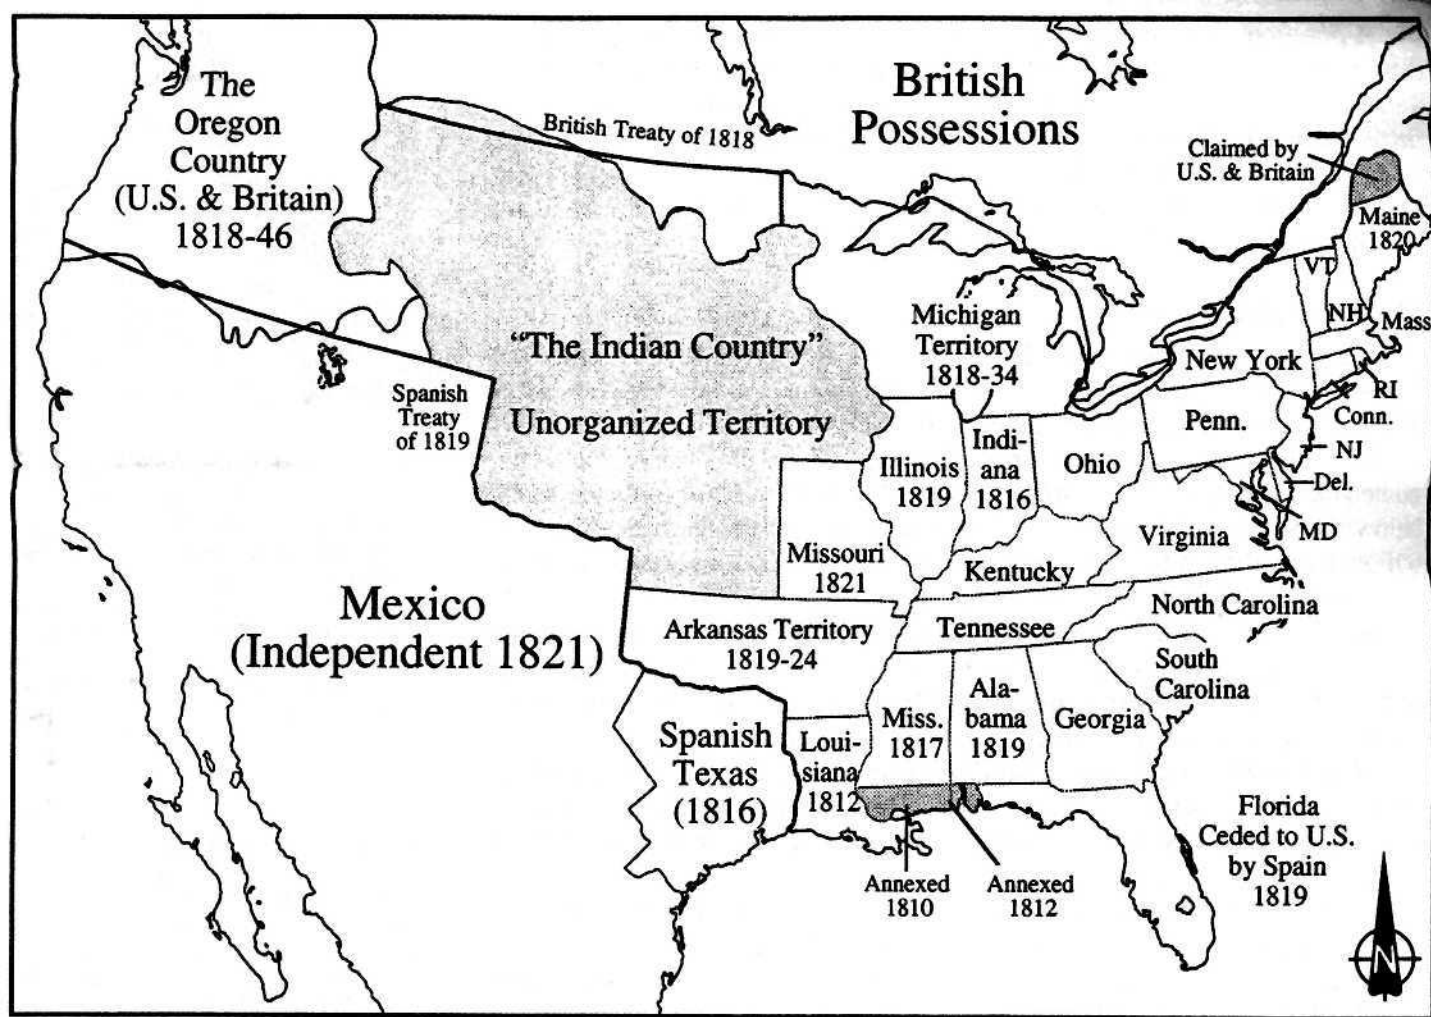 The
Oregon
Country
(U.S. & Britain)
1818-46
British
Possessions
British Treaty of 1818
Claimed by
U.S. & Britain
Maine
1820
VT
NH
Mass
Michigan
Territory
1818-34
New York
RI
Conn.
"The Indian Country"
Unorganized Territory
Spanish
Treaty
of 1819
Penn.
NJ
Del.
MD
Illinois
1819
Indi-
ana
1816
Ohio
Virginia
Missouri
1821
Kentucky
North Carolina
Mexico
(Independent 1821)
Arkansas Territory
1819-24
Tennessee
South
Carolina
Spanish
Texas
(1816)
Loui-
siana
1812
Miss.
1817
Ala-
bama
1819
Georgia
Florida
Ceded to U.S.
by Spain
1819
Annexed
1810
Annexed
1812
N